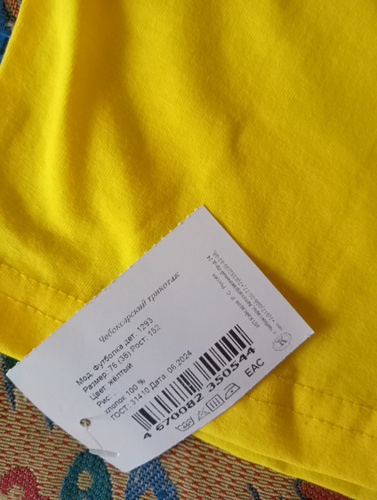 Чебоксарский трикотаж
Мод: Футболка дет. 1293
Размер: 76 (38) Рост: 152
Цвет: желтый
Рис.:
хлопок 100 %
ГОСТ: 31410 Дата 06.2024
4 670082 350544
EAC